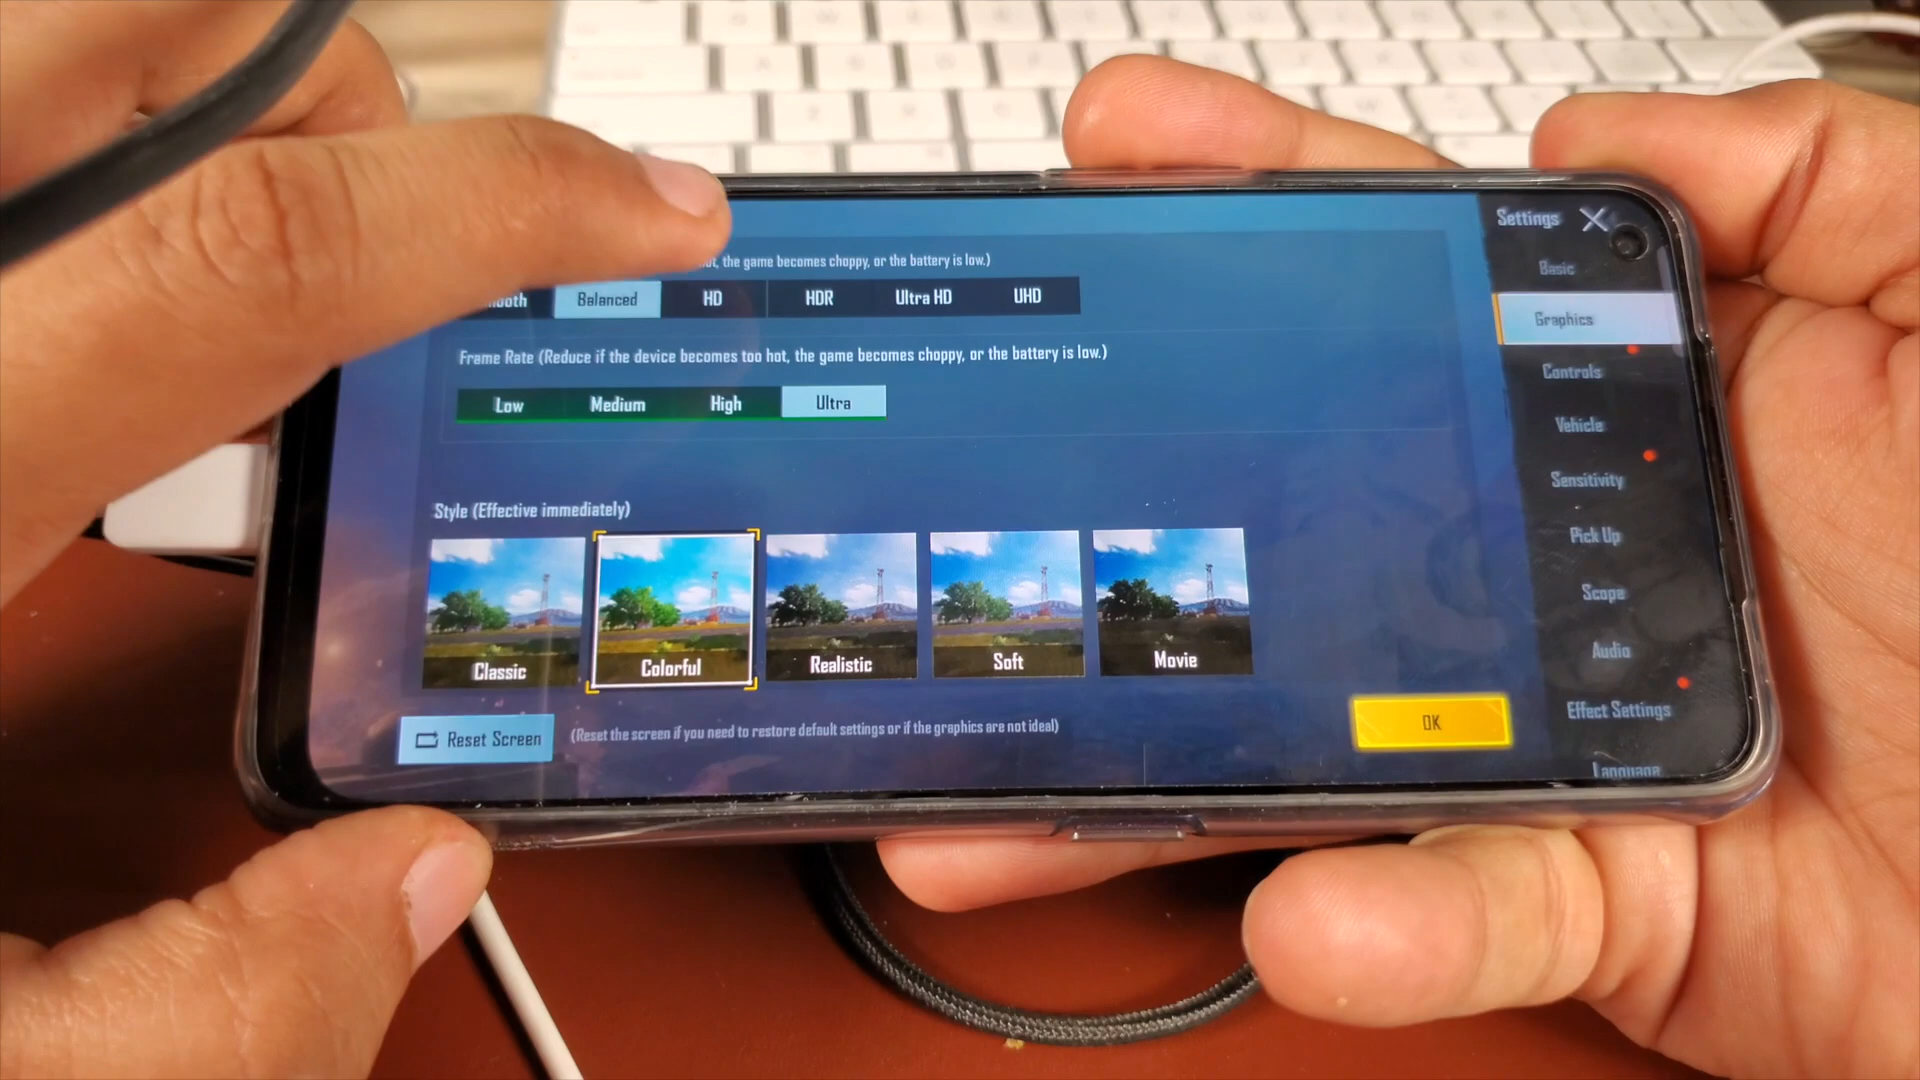 Settings
Basic
Graphics
Controls
Vehicle
Sensitivity
Pick Up
Scope
Audio
Effect Settings
Language
the game becomes choppy, or the battery is low.)
Balanced HD HDR Ultra HD UHD
Frame Rate (Reduce if the device becomes too hot, the game becomes choppy, or the battery is low.)
Low Medium High Ultra
Style (Effective immediately)
Classic Colorful Realistic Soft Movie
Reset Screen (Reset the screen if you need to restore default settings or if the graphics are not ideal)
OK